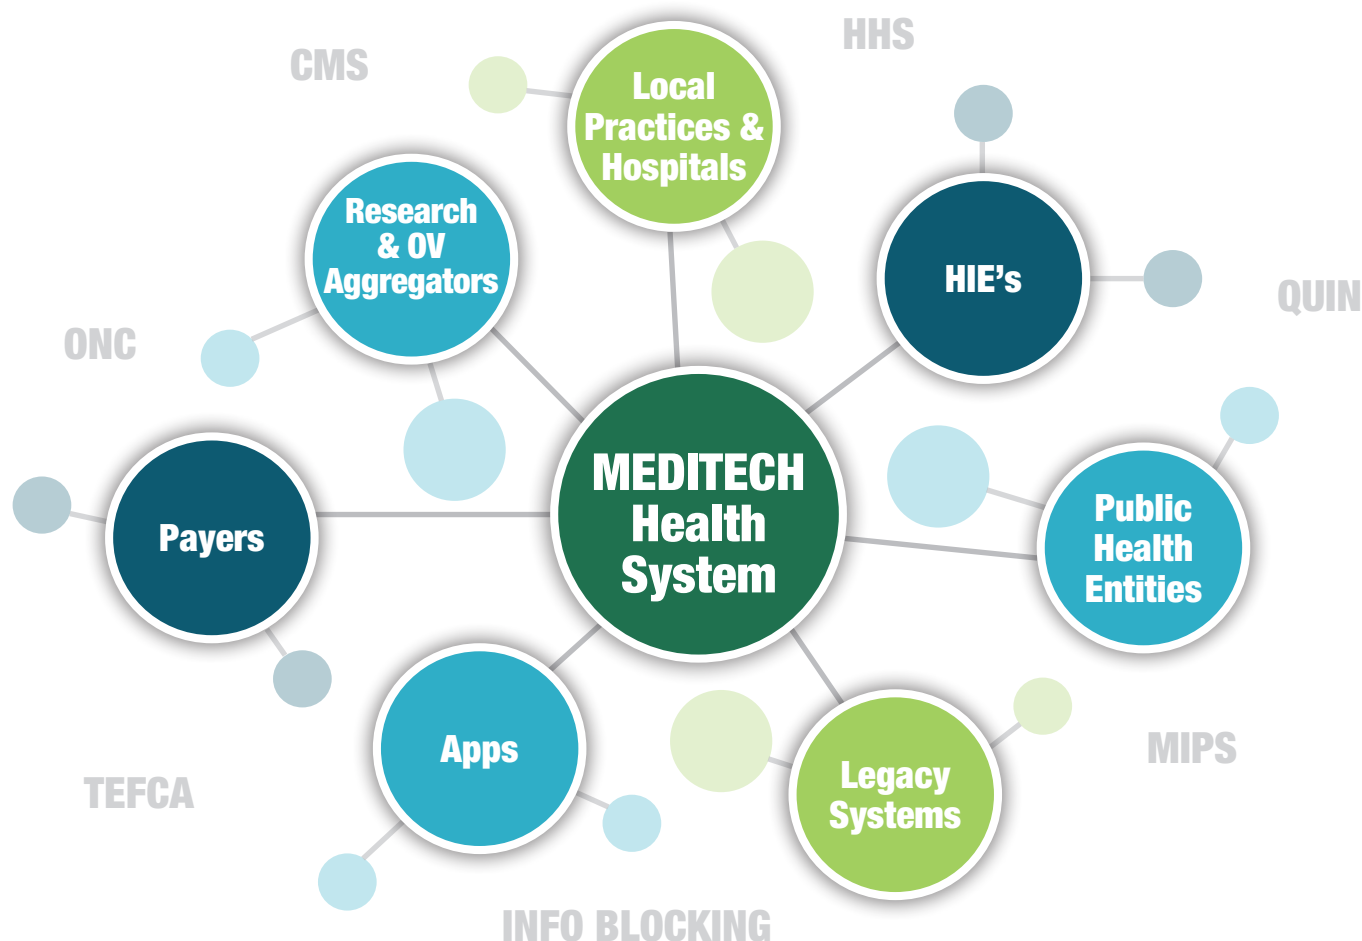 HHS
CMS
Local
Practices &
Hospitals
Research
& OV
Aggregators
HIE's
QUIN
ONC
MEDITECH
Health
System
Public
Health
Entities
Payers
Apps
Legacy
Systems
MIPS
TEFCA
INFO BLOCKING